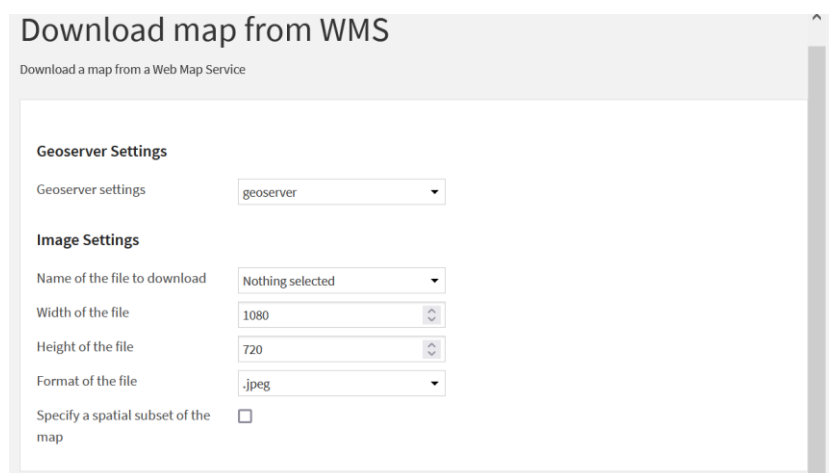 Download map from WMS
Download a map from a Web Map Service
Geoserver Settings
Geoserver settings
geoserver
Image Settings
Name of the file to download
Nothing selected
Width of the file
1080
Height of the file
720
Format of the file
.jpeg
Specify a spatial subset of the
map